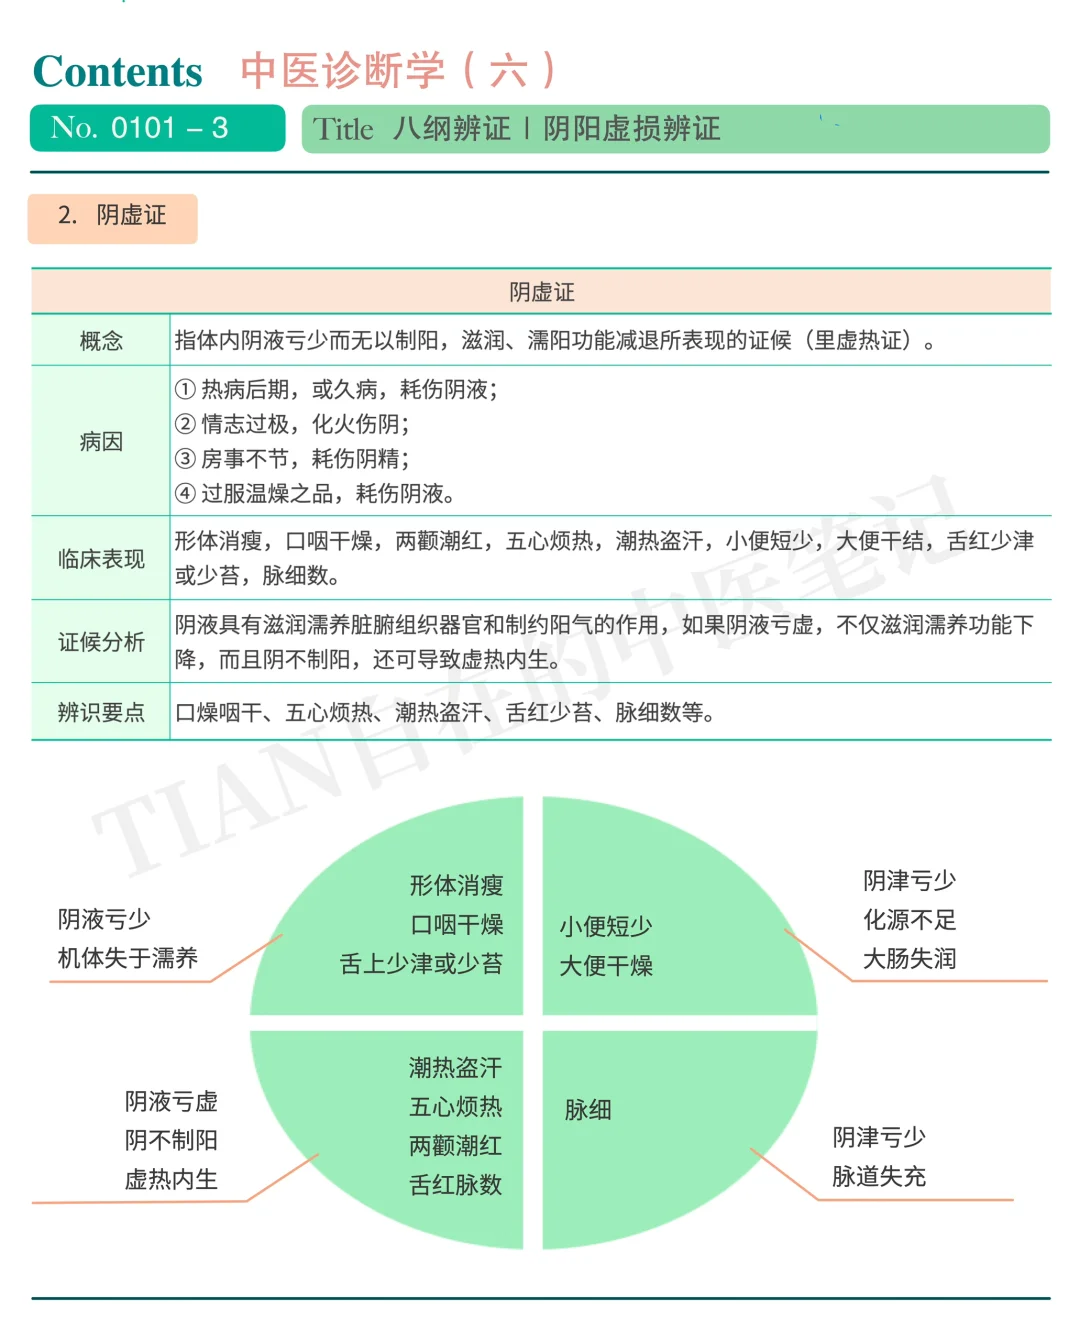 Contents 中医诊断学（六）
No. 0101 – 3 Title 八纲辨证 | 阴阳虚损辨证
2. 阴虚证
阴虚证
概念 指体内阴液亏少而无以制阳，滋润、濡阳功能减退所表现的证候（里虚热证）。
病因
① 热病后期，或久病，耗伤阴液；
② 情志过极，化火伤阴；
③ 房事不节，耗伤阴精；
④ 过服温燥之品，耗伤阴液。
临床表现
形体消瘦，口咽干燥，两颧潮红，五心烦热，潮热盗汗，小便短少，大便干结，舌红少津
或少苔，脉细数。
证候分析
阴液具有滋润濡养脏腑组织器官和制约阳气的作用，如果阴液亏虚，不仅滋润濡养功能下
降，而且阴不制阳，还可导致虚热内生。
辨识要点 口燥咽干、五心烦热、潮热盗汗、舌红少苔、脉细数等。
TIAN自在的中医笔记
阴液亏少
机体失于濡养
形体消瘦
口咽干燥
舌上少津或少苔
小便短少
大便干燥
阴津亏少
化源不足
大肠失润
阴液亏虚
阴不制阳
虚热内生
潮热盗汗
五心烦热
两颧潮红
舌红脉数
脉细
阴津亏少
脉道失充